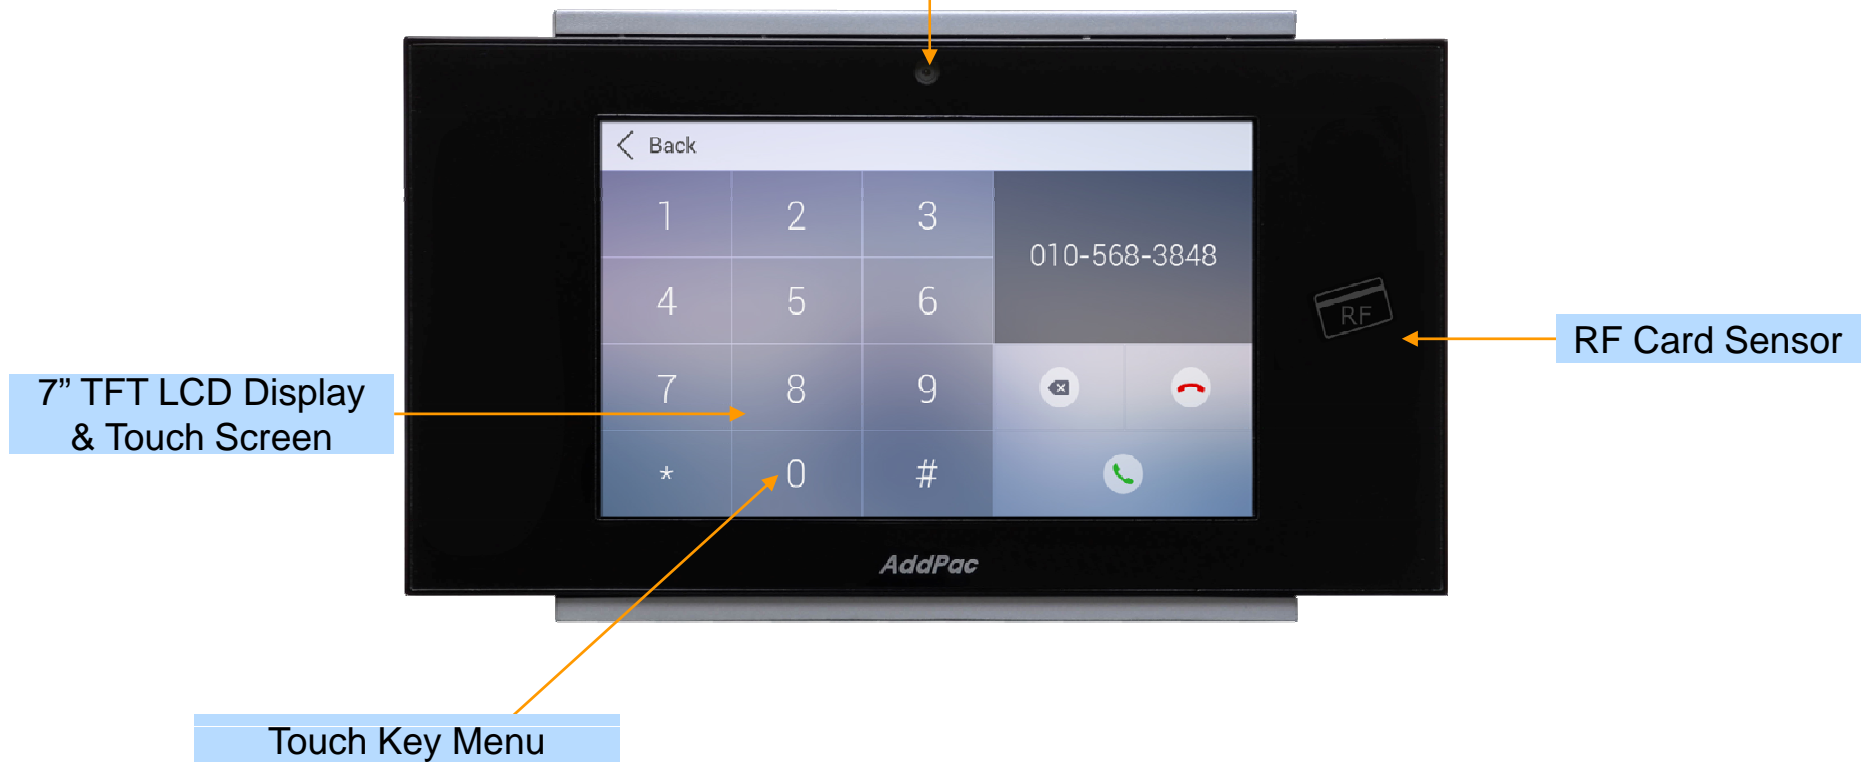 Back
1 2 3
010-568-3848
4 5 6
RF
RF Card Sensor
7 8 9
7” TFT LCD Display
& Touch Screen
* 0 #
AddPac
Touch Key Menu